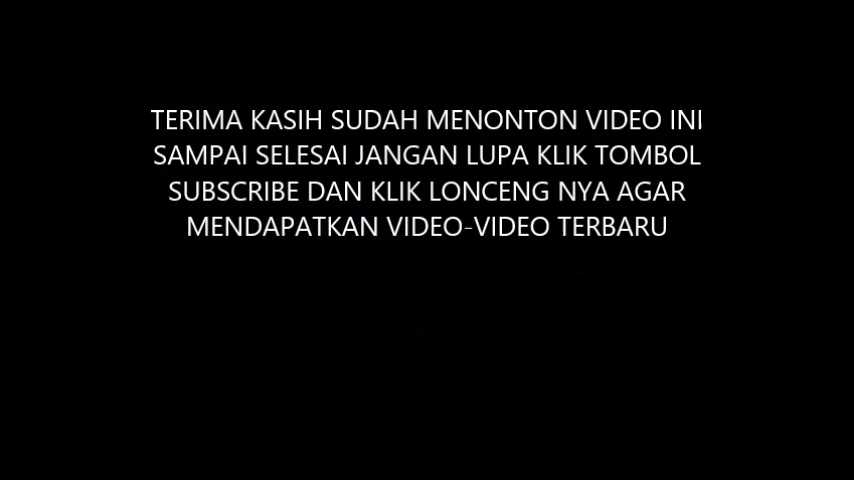 TERIMA KASIH SUDAH MENONTON VIDEO INI
SAMPAI SELESAI JANGAN LUPA KLIK TOMBOL
SUBSCRIBE DAN KLIK LONCENG NYA AGAR
MENDAPATKAN VIDEO-VIDEO TERBARU